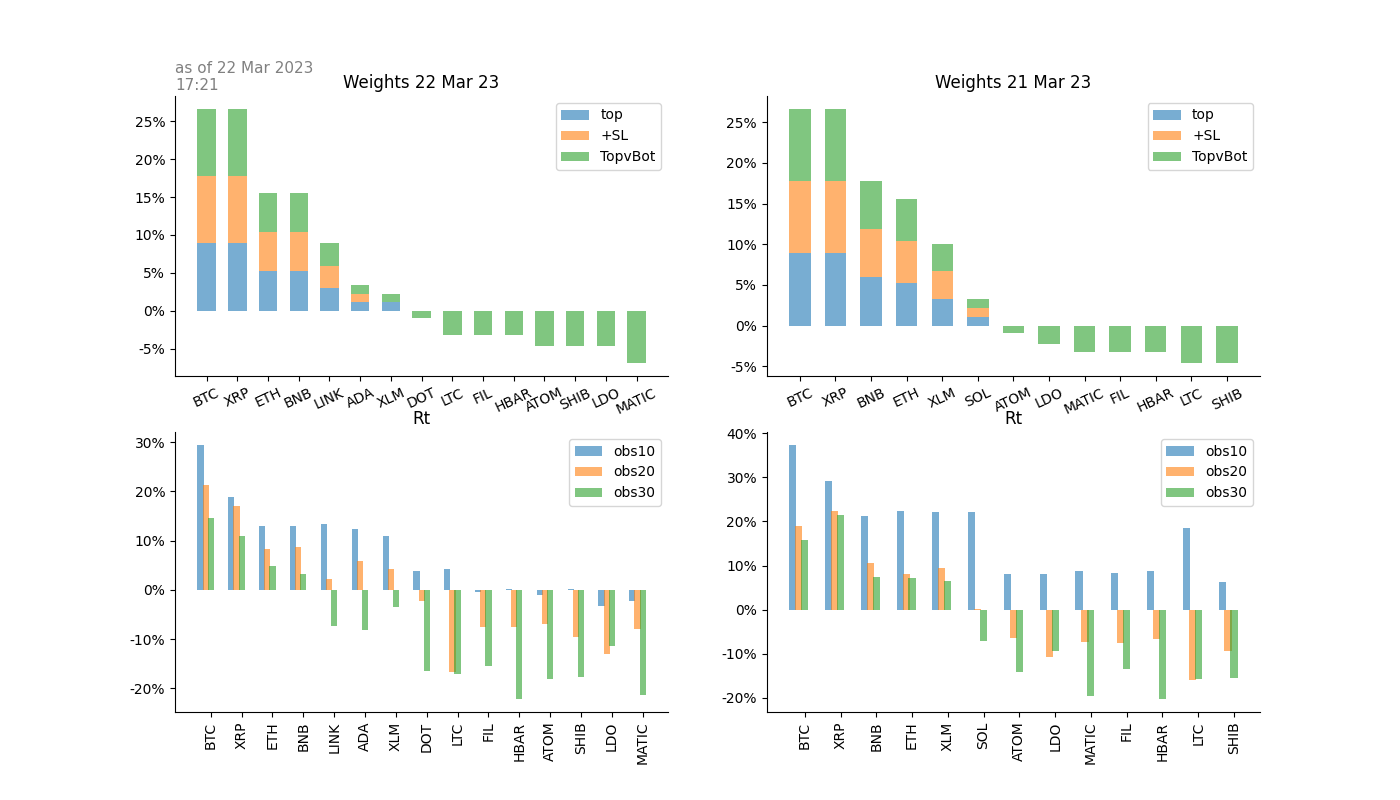 as of 22 Mar 2023
17:21
Weights 22 Mar 23
25%
20%
15%
10%
5%
0%
-5%
top
+SL
TopvBot
BTC XRP ETH BNB LINK ADA XLM DOT LTC FIL HBAR ATOM SHIB LDO MATIC
Weights 21 Mar 23
25%
20%
15%
10%
5%
0%
-5%
top
+SL
TopvBot
BTC XRP BNB ETH XLM SOL ATOM LDO MATIC FIL HBAR LTC SHIB
Rt
30%
20%
10%
0%
-10%
-20%
obs10
obs20
obs30
BTC XRP ETH BNB LINK ADA XLM DOT LTC FIL HBAR ATOM SHIB LDO MATIC
Rt
40%
30%
20%
10%
0%
-10%
-20%
obs10
obs20
obs30
BTC XRP BNB ETH XLM SOL ATOM LDO MATIC FIL HBAR LTC SHIB